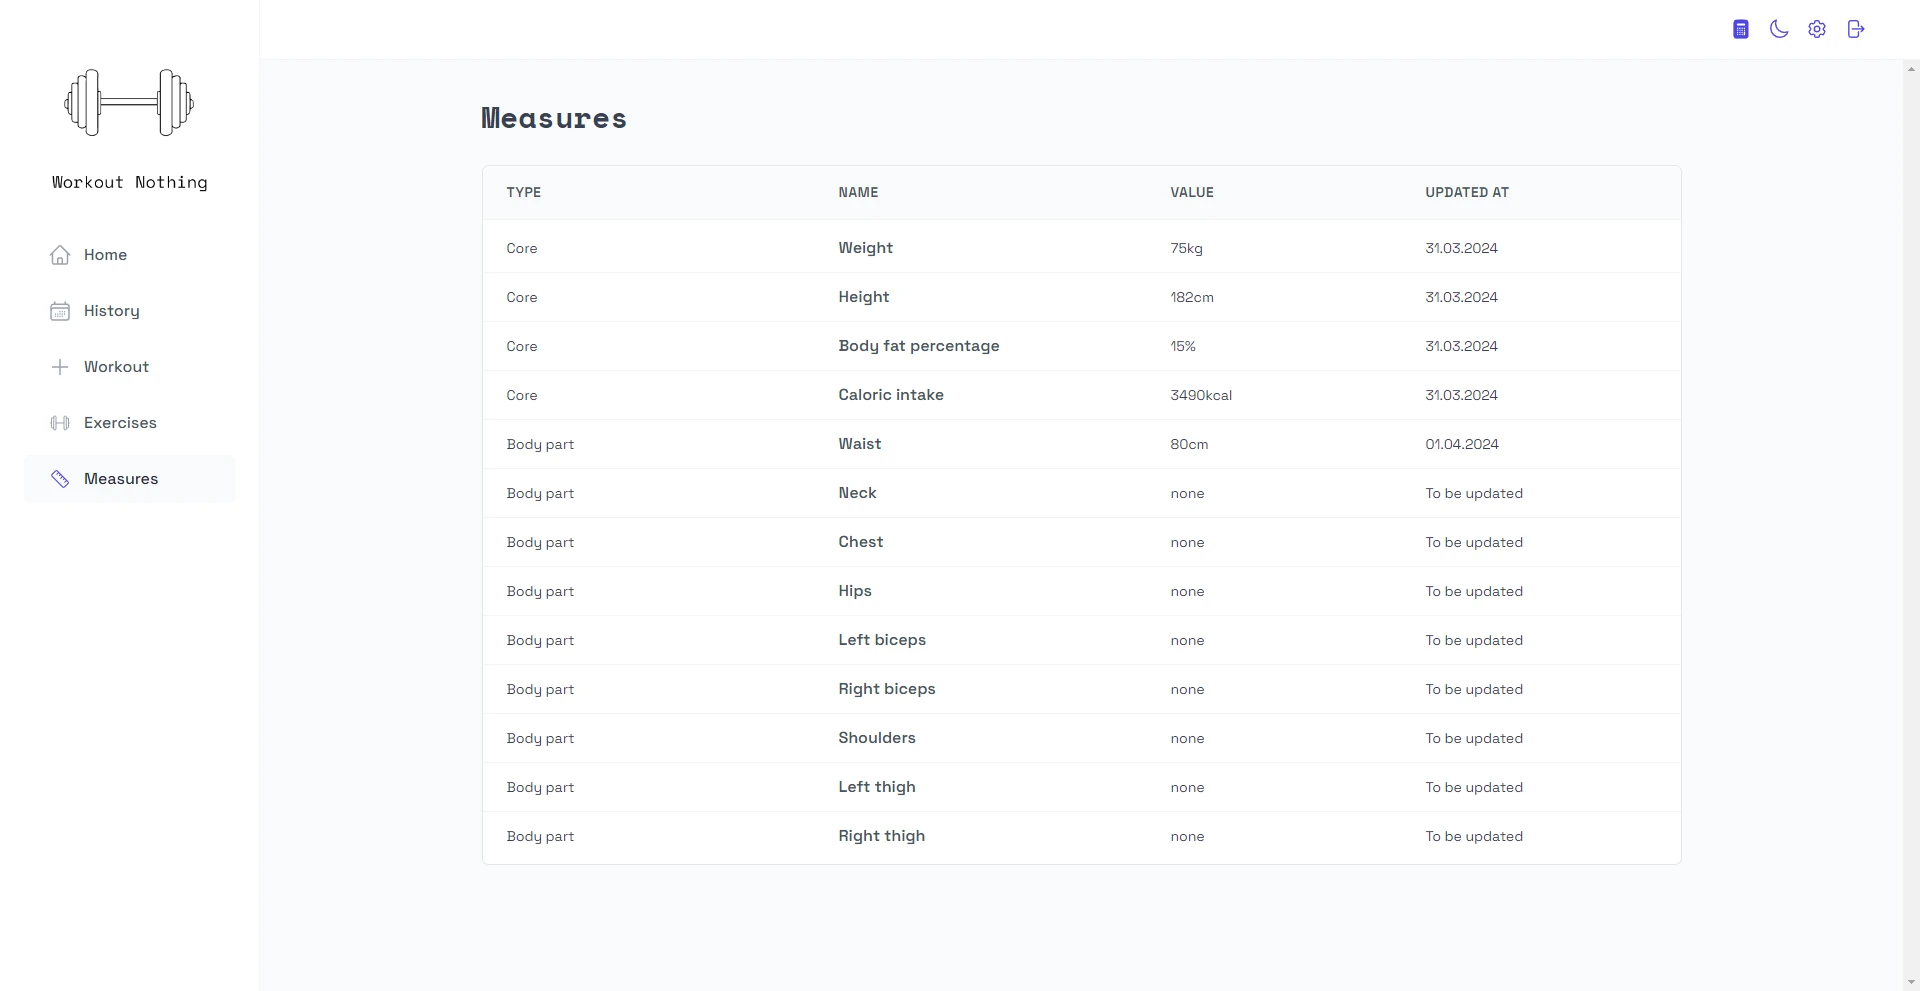 Workout Nothing
Home
History
Workout
Exercises
Measures
Measures
TYPE NAME VALUE UPDATED AT
Core Weight 75kg 31.03.2024
Core Height 182cm 31.03.2024
Core Body fat percentage 15% 31.03.2024
Core Caloric intake 3490kcal 31.03.2024
Body part Waist 80cm 01.04.2024
Body part Neck none To be updated
Body part Chest none To be updated
Body part Hips none To be updated
Body part Left biceps none To be updated
Body part Right biceps none To be updated
Body part Shoulders none To be updated
Body part Left thigh none To be updated
Body part Right thigh none To be updated